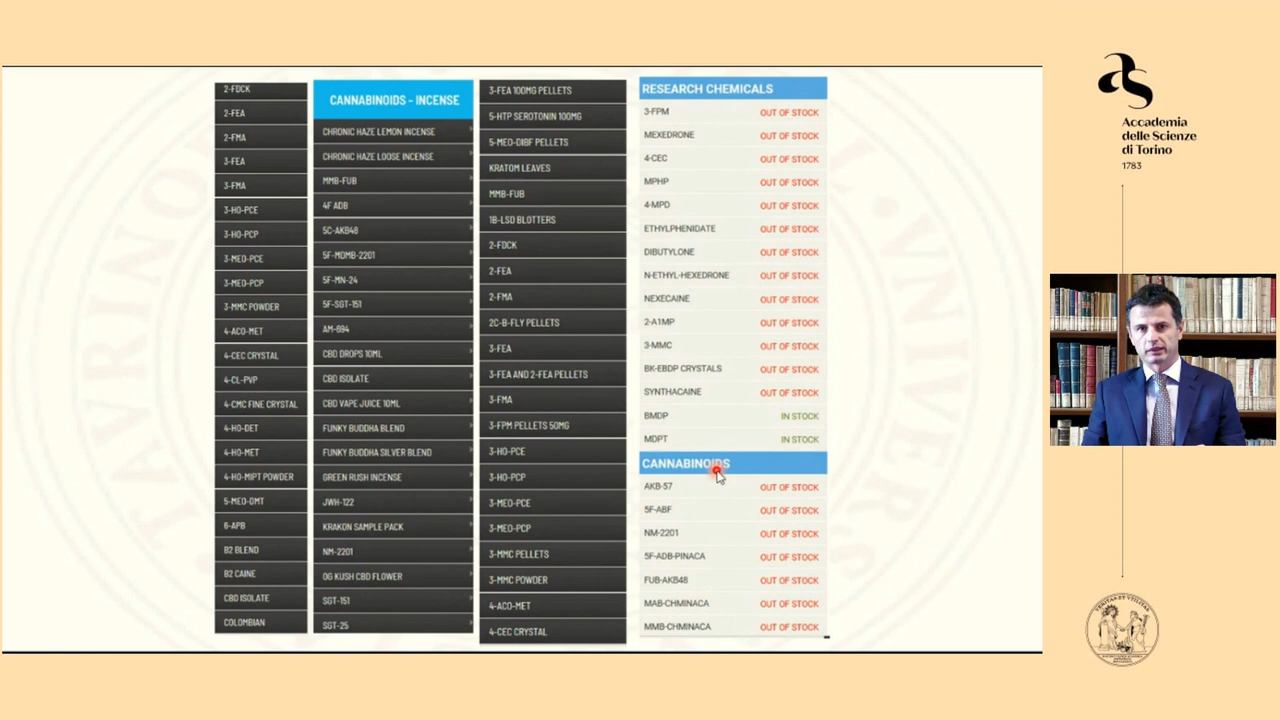 2-FDCK
2-FEA
2-FMA
3-FEA
3-FMA
3-HO-PCE
3-HO-PCP
3-MEO-PCE
3-MEO-PCP
3-MMC POWDER
4-ACO-MET
4-CEC CRYSTAL
4-CL-PVP
4-CMC FINE CRYSTAL
4-HO-DET
4-HO-MET
4-HO-MIPT POWDER
5-MEO-DMT
6-APB
B2 BLEND
B2 CAINE
CBD ISOLATE
COLOMBIAN
CANNABINOIDS - INCENSE
CHRONIC HAZE LEMON INCENSE
CHRONIC HAZE LOOSE INCENSE
MMB-FUB
4F ADB
5C-AKB48
5F-MDMB-2201
5F-MN-24
5F-SGT-151
AM-694
CBD DROPS 10ML
CBD ISOLATE
CBD VAPE JUICE 10ML
FUNKY BUDDHA BLEND
FUNKY BUDDHA SILVER BLEND
GREEN RUSH INCENSE
JWH-122
KRAKON SAMPLE PACK
NM-2201
OG KUSH CBD FLOWER
SGT-151
SGT-25
3-FEA 100MG PELLETS
5-HTP SEROTONIN 100MG
5-MEO-DIBF PELLETS
KRATOM LEAVES
MMB-FUB
1B-LSD BLOTTERS
2-FDCK
2-FEA
2-FMA
2C-B-FLY PELLETS
3-FEA
3-FEA AND 2-FEA PELLETS
3-FMA
3-FPM PELLETS 50MG
3-HO-PCE
3-HO-PCP
3-MEO-PCE
3-MEO-PCP
3-MMC PELLETS
3-MMC POWDER
4-ACO-MET
4-CEC CRYSTAL
RESEARCH CHEMICALS
3-FPM OUT OF STOCK
MEXEDRONE OUT OF STOCK
4-CEC OUT OF STOCK
MPHP OUT OF STOCK
4-MPD OUT OF STOCK
ETHYLPHENIDATE OUT OF STOCK
DIBUTYLONE OUT OF STOCK
N-ETHYL-HEXEDRONE OUT OF STOCK
NEXECAINE OUT OF STOCK
2-A1MP OUT OF STOCK
3-MMC OUT OF STOCK
BK-EBDP CRYSTALS OUT OF STOCK
SYNTHACAINE OUT OF STOCK
BMDP IN STOCK
MDPT IN STOCK
CANNABINOIDS
AKB-57 OUT OF STOCK
5F-ABF OUT OF STOCK
NM-2201 OUT OF STOCK
5F-ADB-PINACA OUT OF STOCK
FUB-AKB48 OUT OF STOCK
MAB-CHMINACA OUT OF STOCK
MMB-CHMINACA OUT OF STOCK
Accademia
delle Scienze
di Torino
1783
VERITAS ET UTILITAS